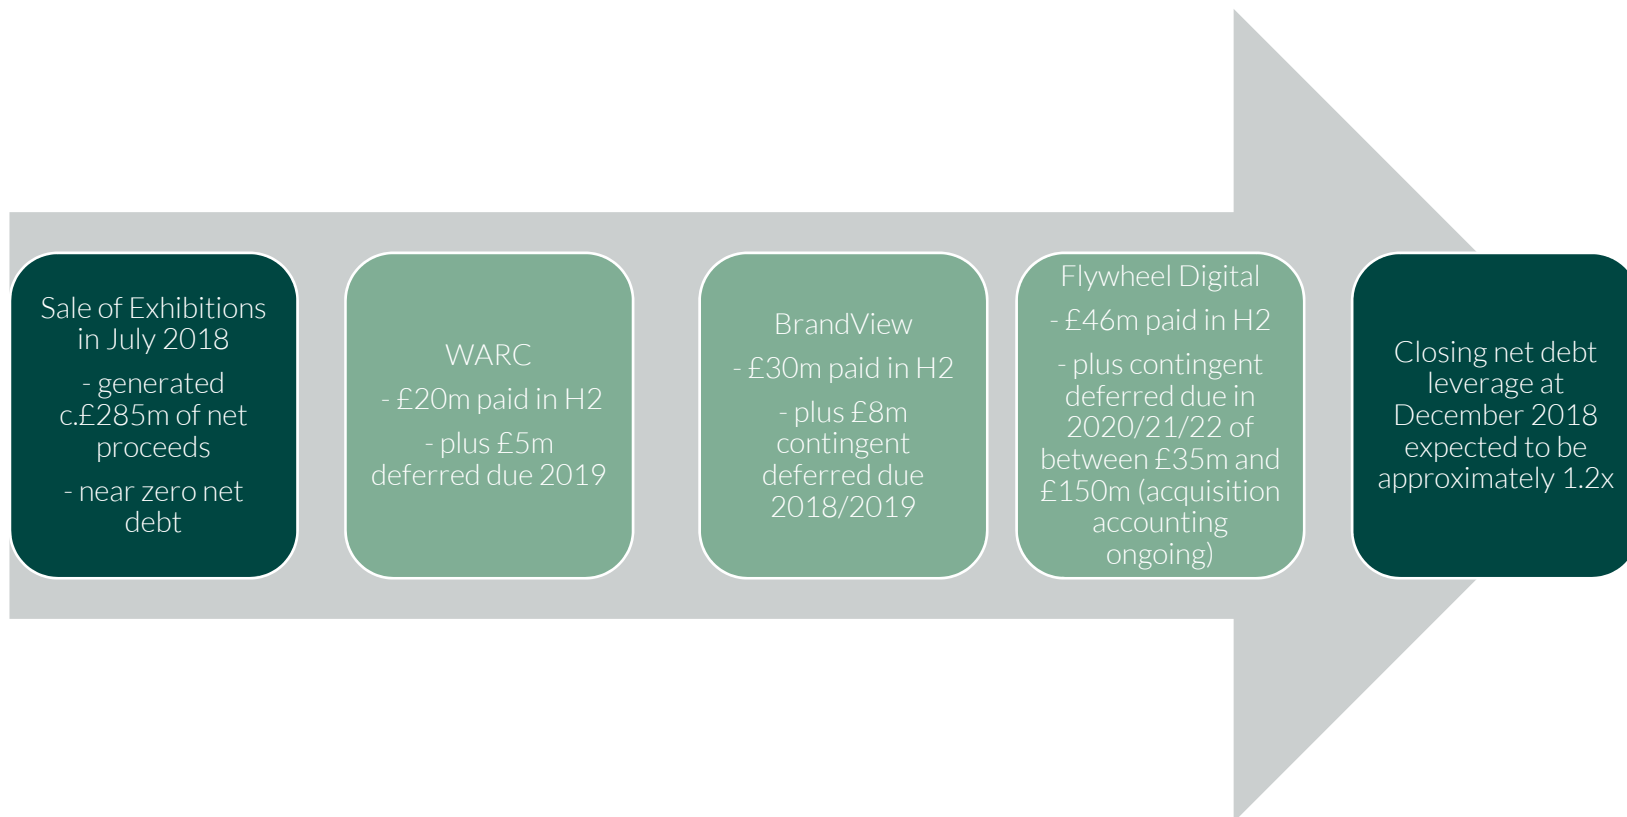 Sale of Exhibitions
in July 2018
- generated
c.£285m of net
proceeds
- near zero net
debt
WARC
- £20m paid in H2
- plus £5m
deferred due 2019
BrandView
- £30m paid in H2
- plus £8m
contingent
deferred due
2018/2019
Flywheel Digital
- £46m paid in H2
- plus contingent
deferred due in
2020/21/22 of
between £35m and
£150m (acquisition
accounting
ongoing)
Closing net debt
leverage at
December 2018
expected to be
approximately 1.2x